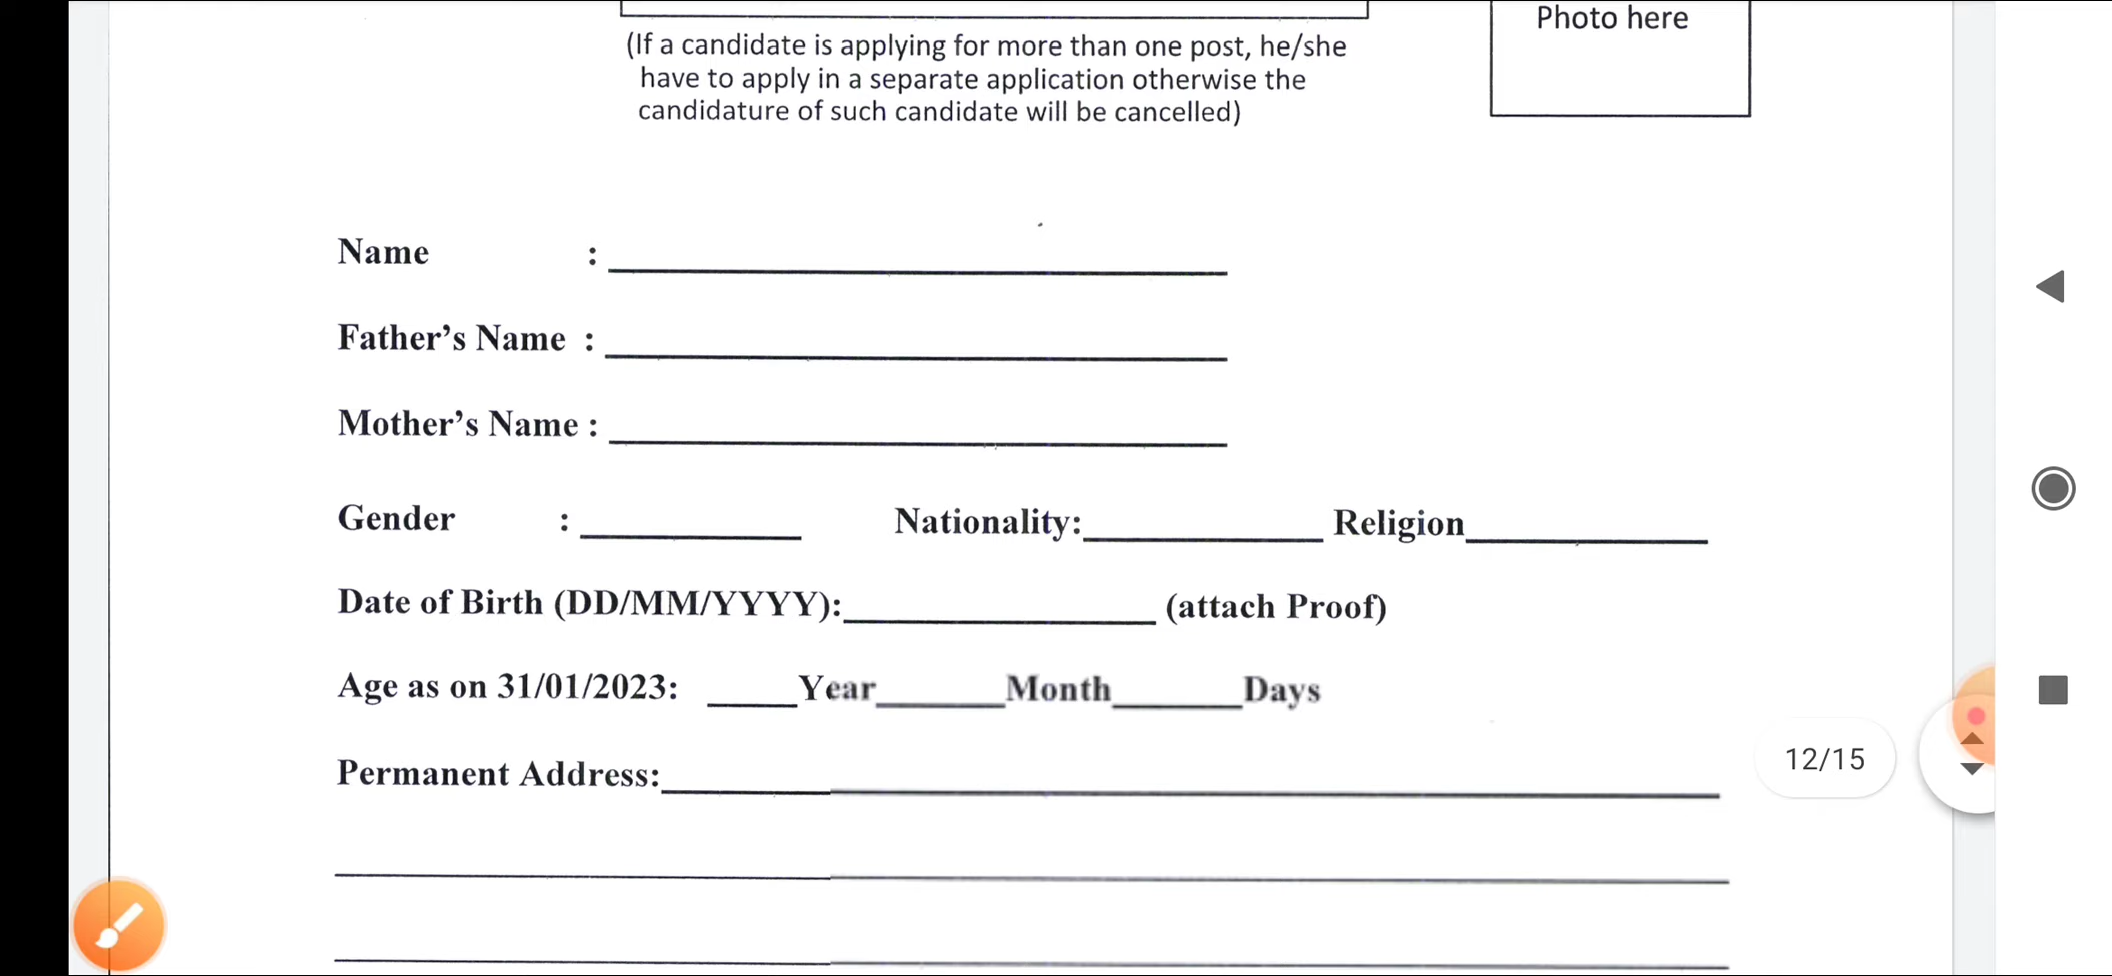 Photo here
(If a candidate is applying for more than one post, he/she
have to apply in a separate application otherwise the
candidature of such candidate will be cancelled)
Name :
Father’s Name :
Mother’s Name :
Gender : Nationality: Religion
Date of Birth (DD/MM/YYYY): (attach Proof)
Age as on 31/01/2023: Year Month Days
Permanent Address:
12/15